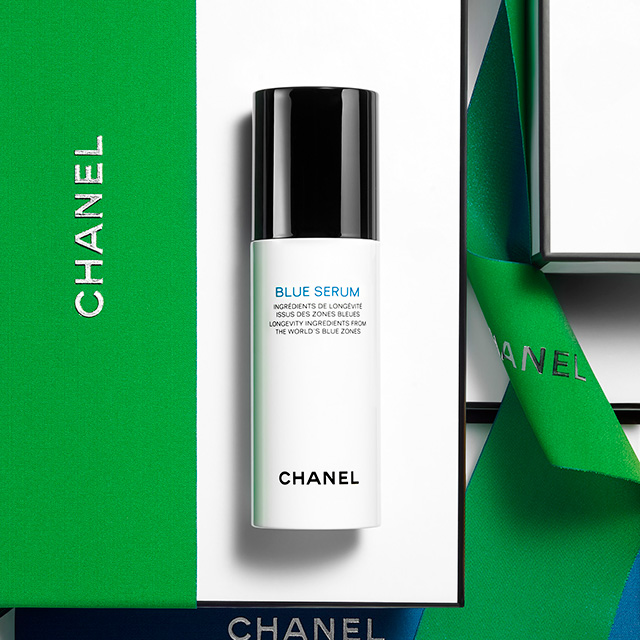 CHANEL
BLUE SERUM
INGRÉDIENTS DE LONGÉVITÉ
ISSUS DES ZONES BLEUES
LONGEVITY INGREDIENTS FROM
THE WORLD'S BLUE ZONES
CHANEL
ANEL
CHANEL